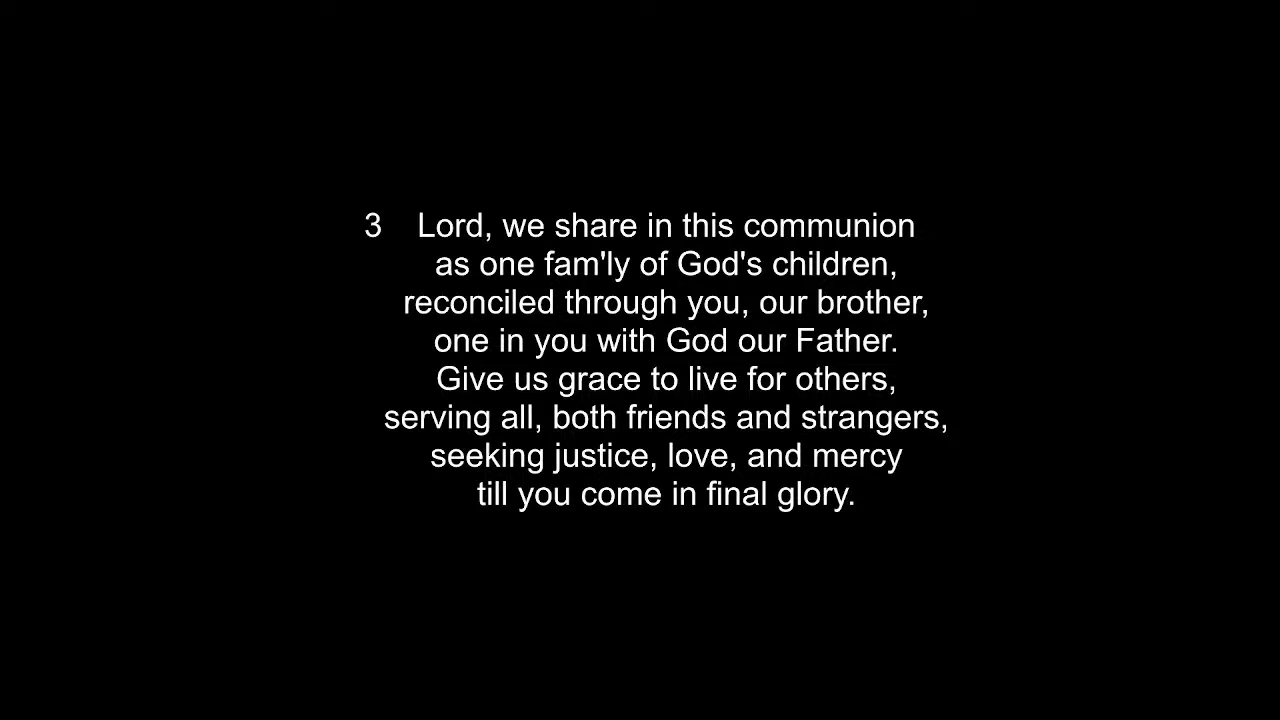 3 Lord, we share in this communion
as one fam'ly of God's children,
reconciled through you, our brother,
one in you with God our Father.
Give us grace to live for others,
serving all, both friends and strangers,
seeking justice, love, and mercy
till you come in final glory.